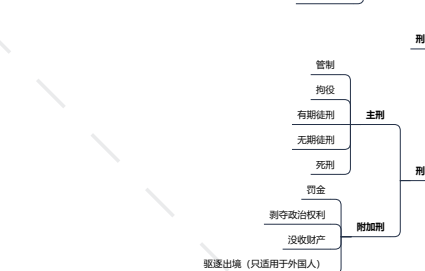 刑
管制
拘役
有期徒刑
主刑
无期徒刑
死刑
刑
罚金
剥夺政治权利
附加刑
没收财产
驱逐出境（只适用于外国人）